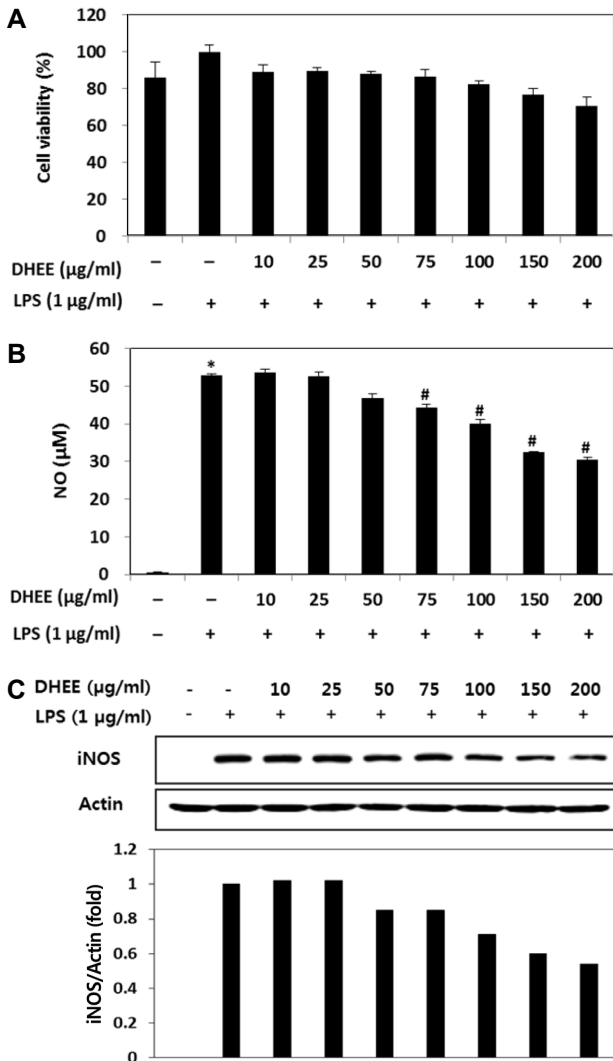 A
120
100
80
60
40
20
0
Cell viability (%)
DHEE (μg/ml) – – 10 25 50 75 100 150 200
LPS (1 μg/ml) – + + + + + + + +
B
60
50
40
30
20
10
0
NO (μM)
* # # # #
DHEE (μg/ml) – – 10 25 50 75 100 150 200
LPS (1 μg/ml) – + + + + + + + +
C
DHEE (μg/ml) - - 10 25 50 75 100 150 200
LPS (1 μg/ml) - + + + + + + + +
iNOS
Actin
1.2
1
0.8
0.6
0.4
0.2
0
iNOS/Actin (fold)